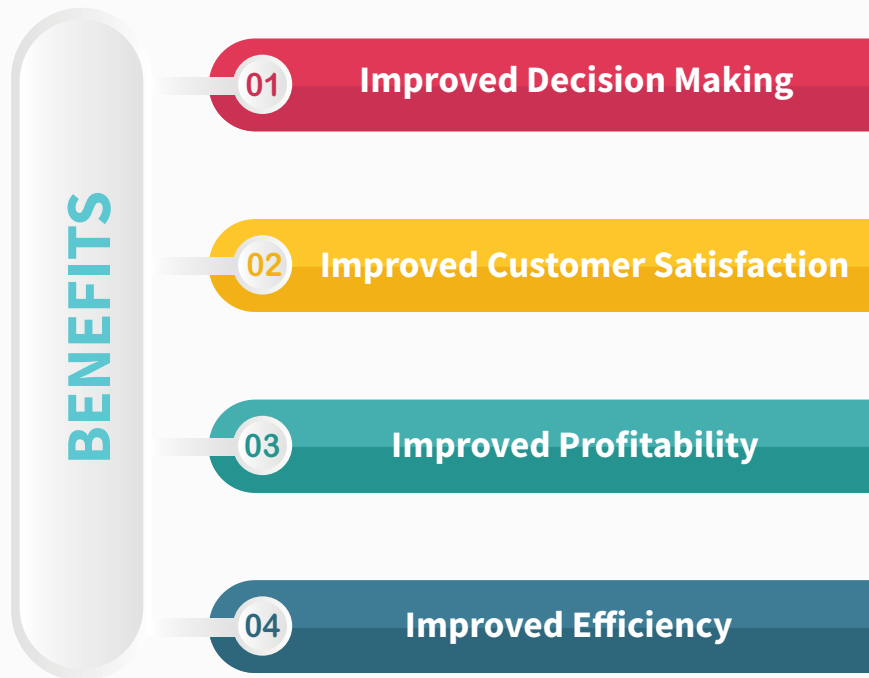 BENEFITS
01 Improved Decision Making
02 Improved Customer Satisfaction
03 Improved Profitability
04 Improved Efficiency